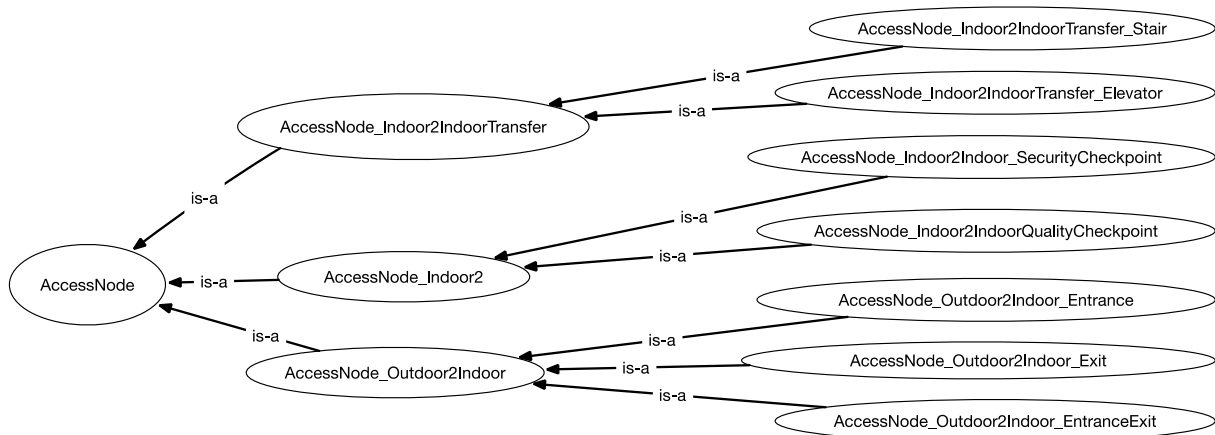 AccessNode_Indoor2IndoorTransfer_Stair
is-a
AccessNode_Indoor2IndoorTransfer_Elevator
is-a
AccessNode_Indoor2IndoorTransfer
AccessNode_Indoor2Indoor_SecurityCheckpoint
is-a
is-a
AccessNode_Indoor2IndoorQualityCheckpoint
is-a
AccessNode_Indoor2
is-a
AccessNode
AccessNode_Outdoor2Indoor_Entrance
is-a
is-a
AccessNode_Outdoor2Indoor_Exit
is-a
AccessNode_Outdoor2Indoor
is-a
AccessNode_Outdoor2Indoor_EntranceExit